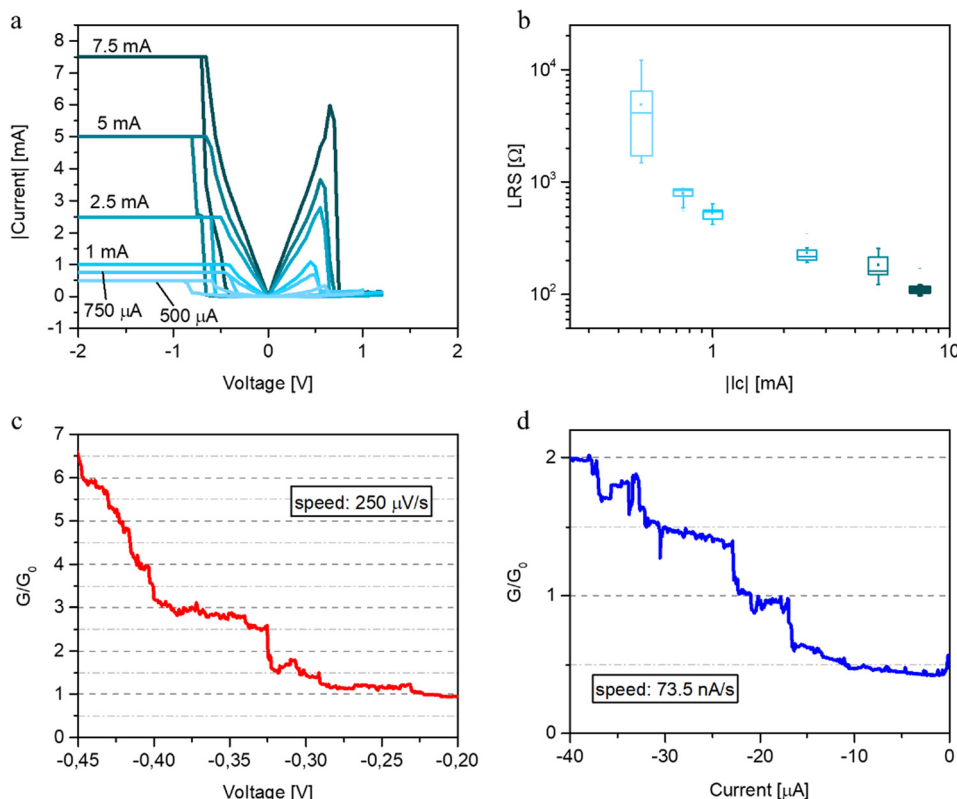 a
7.5 mA
5 mA
2.5 mA
1 mA
750 µA
500 µA
8
7
6
5
4
3
2
1
0
-1
|Current| [mA]
-2 -1 0 1 2
Voltage [V]
b
10⁴
10³
10²
LRS [Ω]
1 10
|Ic| [mA]
c
speed: 250 µV/s
7
6
5
4
3
2
1
0
G/G₀
-0,45 -0,40 -0,35 -0,30 -0,25 -0,20
Voltage [V]
d
speed: 73.5 nA/s
2
1
0
G/G₀
-40 -30 -20 -10 0
Current [µA]